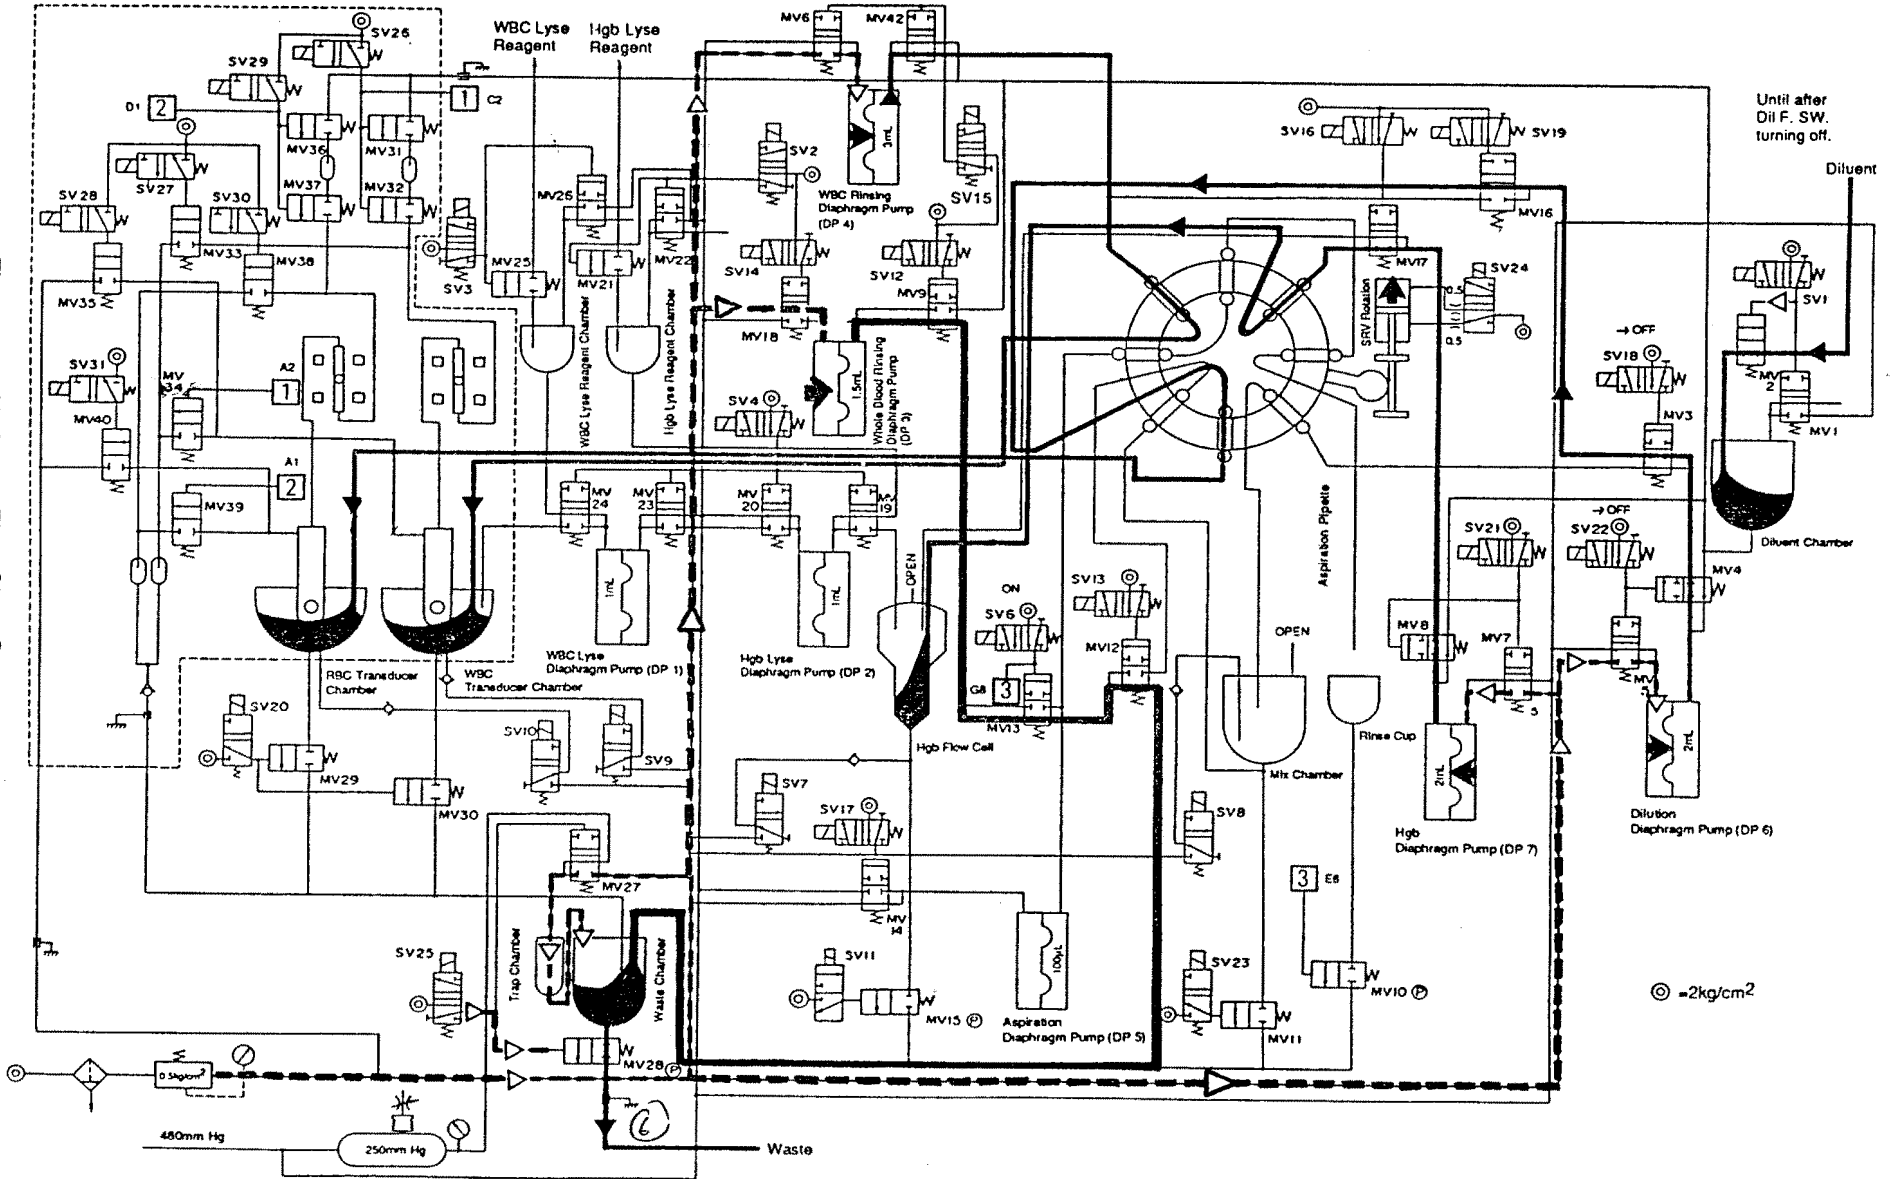 SV26
SV29
D1
2
1
C2
MV36
MV31
SV27
MV37
MV32
SV28
SV30
MV33
MV38
MV35
SV31
A2
1
MV
34
MV40
A1
2
MV39
WBC Lyse
Reagent
Hgb Lyse
Reagent
MV6
MV42
3mL
WBC Rinsing
Diaphragm Pump
(DP 4)
SV2
SV15
MV26
MV22
SV3
MV25
MV21
SV14
SV12
MV9
MV18
WBC Lyse Reagent Chamber
Hgb Lyse Reagent Chamber
1.5mL
Whole Blood Rinsing
Diaphragm Pump
(DP 3)
SV4
MV
24
MV
23
MV
20
MV
19
1mL
1mL
WBC Lyse
Diaphragm Pump (DP 1)
Hgb Lyse
Diaphragm Pump (DP 2)
OPEN
Hgb Flow Cell
RBC Transducer
Chamber
WBC
Transducer Chamber
SV20
MV29
MV30
SV10
SV9
SV7
SV17
MV
14
MV27
Trap Chamber
Waste Chamber
SV25
MV28 P
SV11
MV15 P
100µL
Aspiration
Diaphragm Pump (DP 5)
0.5kg/cm2
480mm Hg
250mm Hg
6
Waste
SV16
SV19
MV16
MV17
SV24
SRV Rotation
0.5
0.5
Until after
Dil F. SW.
turning off.
Diluent
SV1
MV
2
MV1
→OFF
SV18
MV3
Diluent Chamber
→OFF
SV21
SV22
MV4
MV8
MV7
5
Aspiration Pipette
ON
SV6
SV13
G8
3
MV12
MV13
OPEN
Mix Chamber
Rinse Cup
SV8
2mL
Hgb
Diaphragm Pump (DP 7)
2mL
Dilution
Diaphragm Pump (DP 6)
3
E6
SV23
MV10 P
MV11
=2kg/cm2